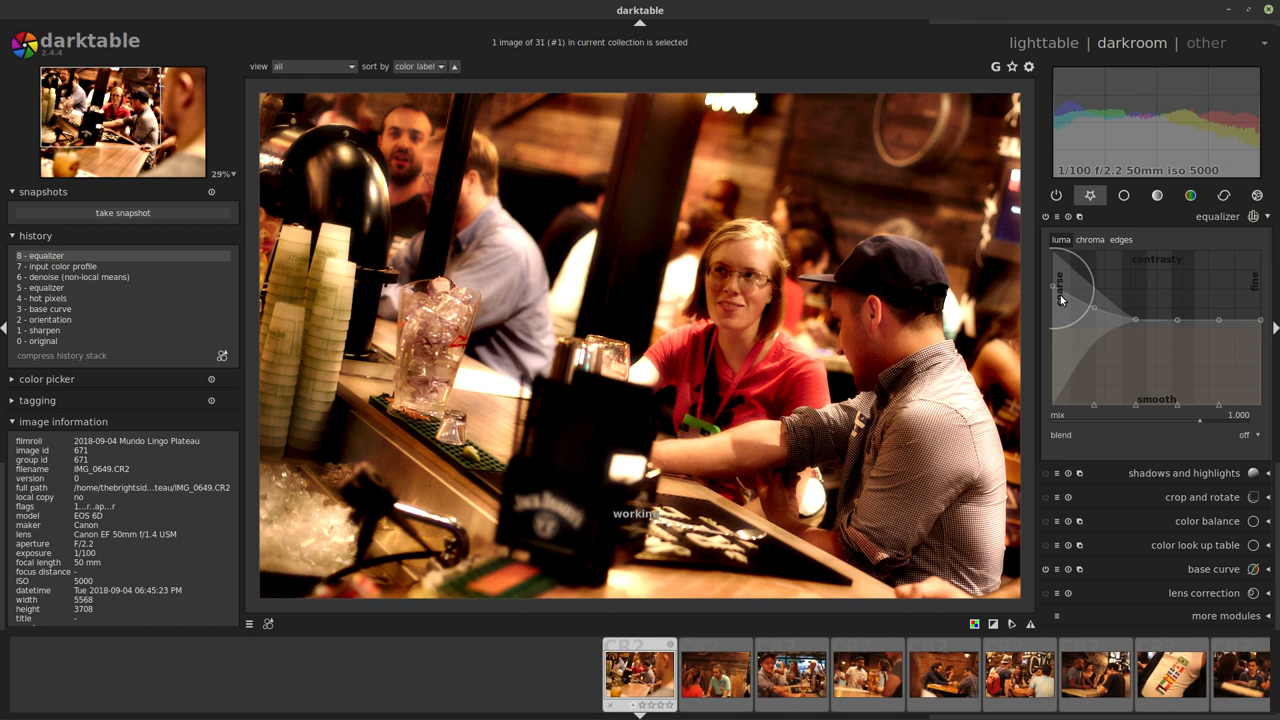 darktable
darktable
2.4.4
1 image of 31 (#1) in current collection is selected
lighttable | darkroom | other
view all sort by color label
G
29%
1/100 f/2.2 50mm iso 5000
snapshots
take snapshot
history
8 - equalizer
7 - input color profile
6 - denoise (non-local means)
5 - equalizer
4 - hot pixels
3 - base curve
2 - orientation
1 - sharpen
0 - original
compress history stack
color picker
tagging
image information
filmroll 2018-09-04 Mundo Lingo Plateau
image id 671
group id 671
filename IMG_0649.CR2
version 0
full path /home/thebrightsid...teau/IMG_0649.CR2
local copy no
flags 1...r..ap...r
model EOS 6D
maker Canon
lens Canon EF 50mm f/1.4 USM
aperture F/2.2
exposure 1/100
focal length 50 mm
focus distance -
ISO 5000
datetime Tue 2018-09-04 06:45:23 PM
width 5568
height 3708
title -
working
equalizer
luma chroma edges
contrasty
fine
smooth
mix 1.000
blend off
shadows and highlights
crop and rotate
color balance
color look up table
base curve
lens correction
more modules
CR2